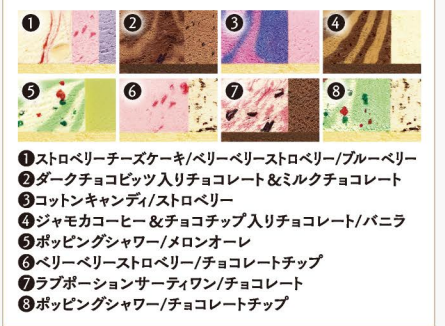 ❶ ❷ ❸ ❹
❺ ❻ ❼ ❽
❶ストロベリーチーズケーキ/ベリーベリーストロベリー/ブルーベリー
❷ダークチョコビッツ入りチョコレート&ミルクチョコレート
❸コットンキャンディ/ストロベリー
❹ジャモカコーヒー&チョコチップ入りチョコレート/バニラ
❺ポッピングシャワー/メロンオーレ
❻ベリーベリーストロベリー/チョコレートチップ
❼ラブポーションサーティワン/チョコレート
❽ポッピングシャワー/チョコレートチップ